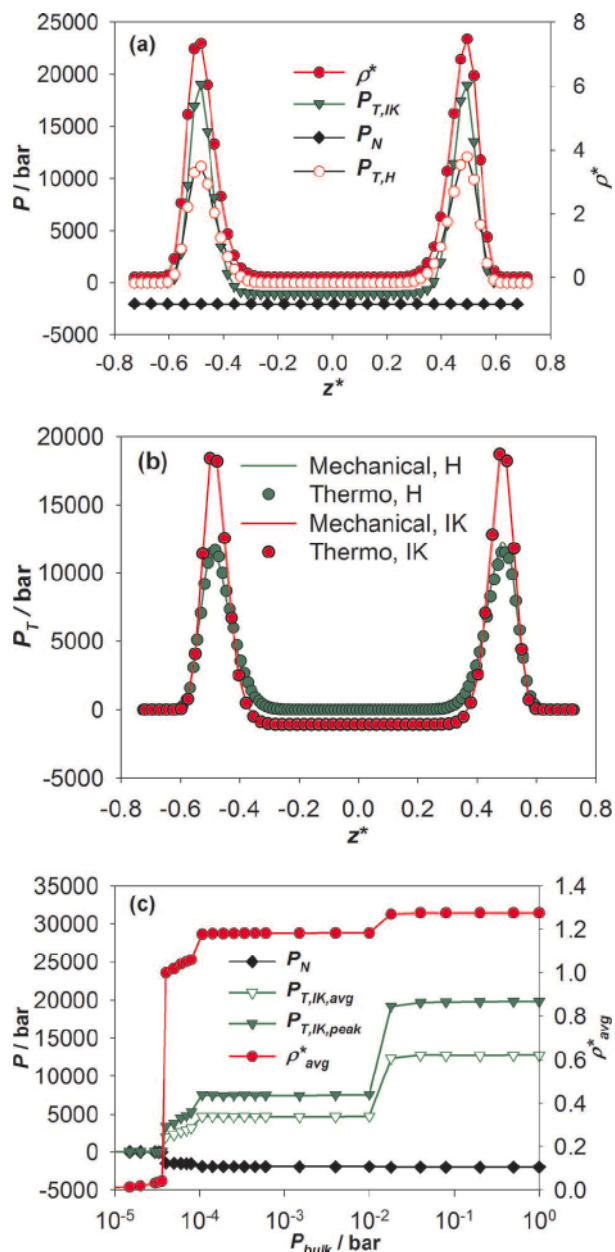 (a)
25000
20000
15000
10000
5000
0
-5000
P / bar
8
6
4
2
0
ρ*
ρ*
P_T,IK
P_N
P_T,H
-0.8 -0.6 -0.4 -0.2 0.0 0.2 0.4 0.6 0.8
z*
(b)
20000
15000
10000
5000
0
-5000
P_T / bar
Mechanical, H
Thermo, H
Mechanical, IK
Thermo, IK
-0.8 -0.6 -0.4 -0.2 0.0 0.2 0.4 0.6 0.8
z*
(c)
35000
30000
25000
20000
15000
10000
5000
0
-5000
P / bar
1.4
1.2
1.0
0.8
0.6
0.4
0.2
0.0
ρ*avg
P_N
P_T,IK,avg
P_T,IK,peak
ρ*avg
10⁻⁵ 10⁻⁴ 10⁻³ 10⁻² 10⁻¹ 10⁰
P_bulk / bar